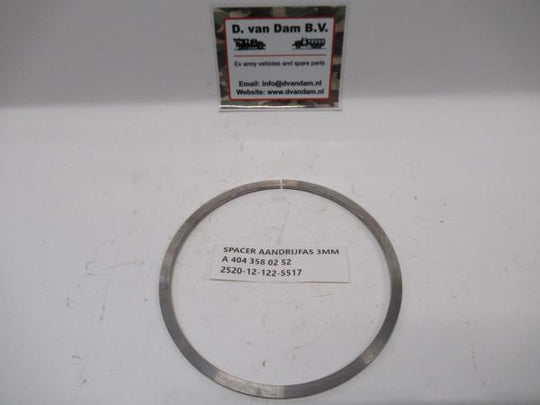 D. van Dam B.V.
Ex army vehicles and spare parts
Email: info@dvandam.nl
Website: www.dvandam.nl
SPACER AANDRIJFAS 3MM
A 404 358 02 52
2520-12-122-5517